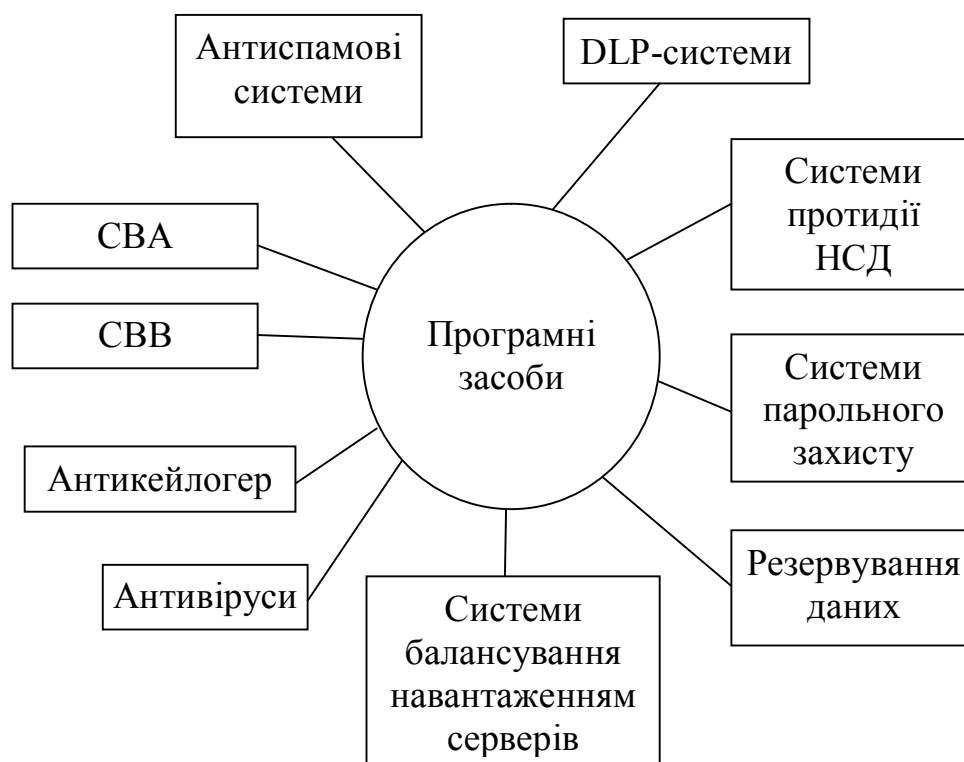 Антиспамові
системи
DLP-системи
Системи
протидії
НСД
СВА
СВВ
Програмні
засоби
Системи
парольного
захисту
Антикейлогер
Антивіруси
Резервування
даних
Системи
балансування
навантаженням
серверів